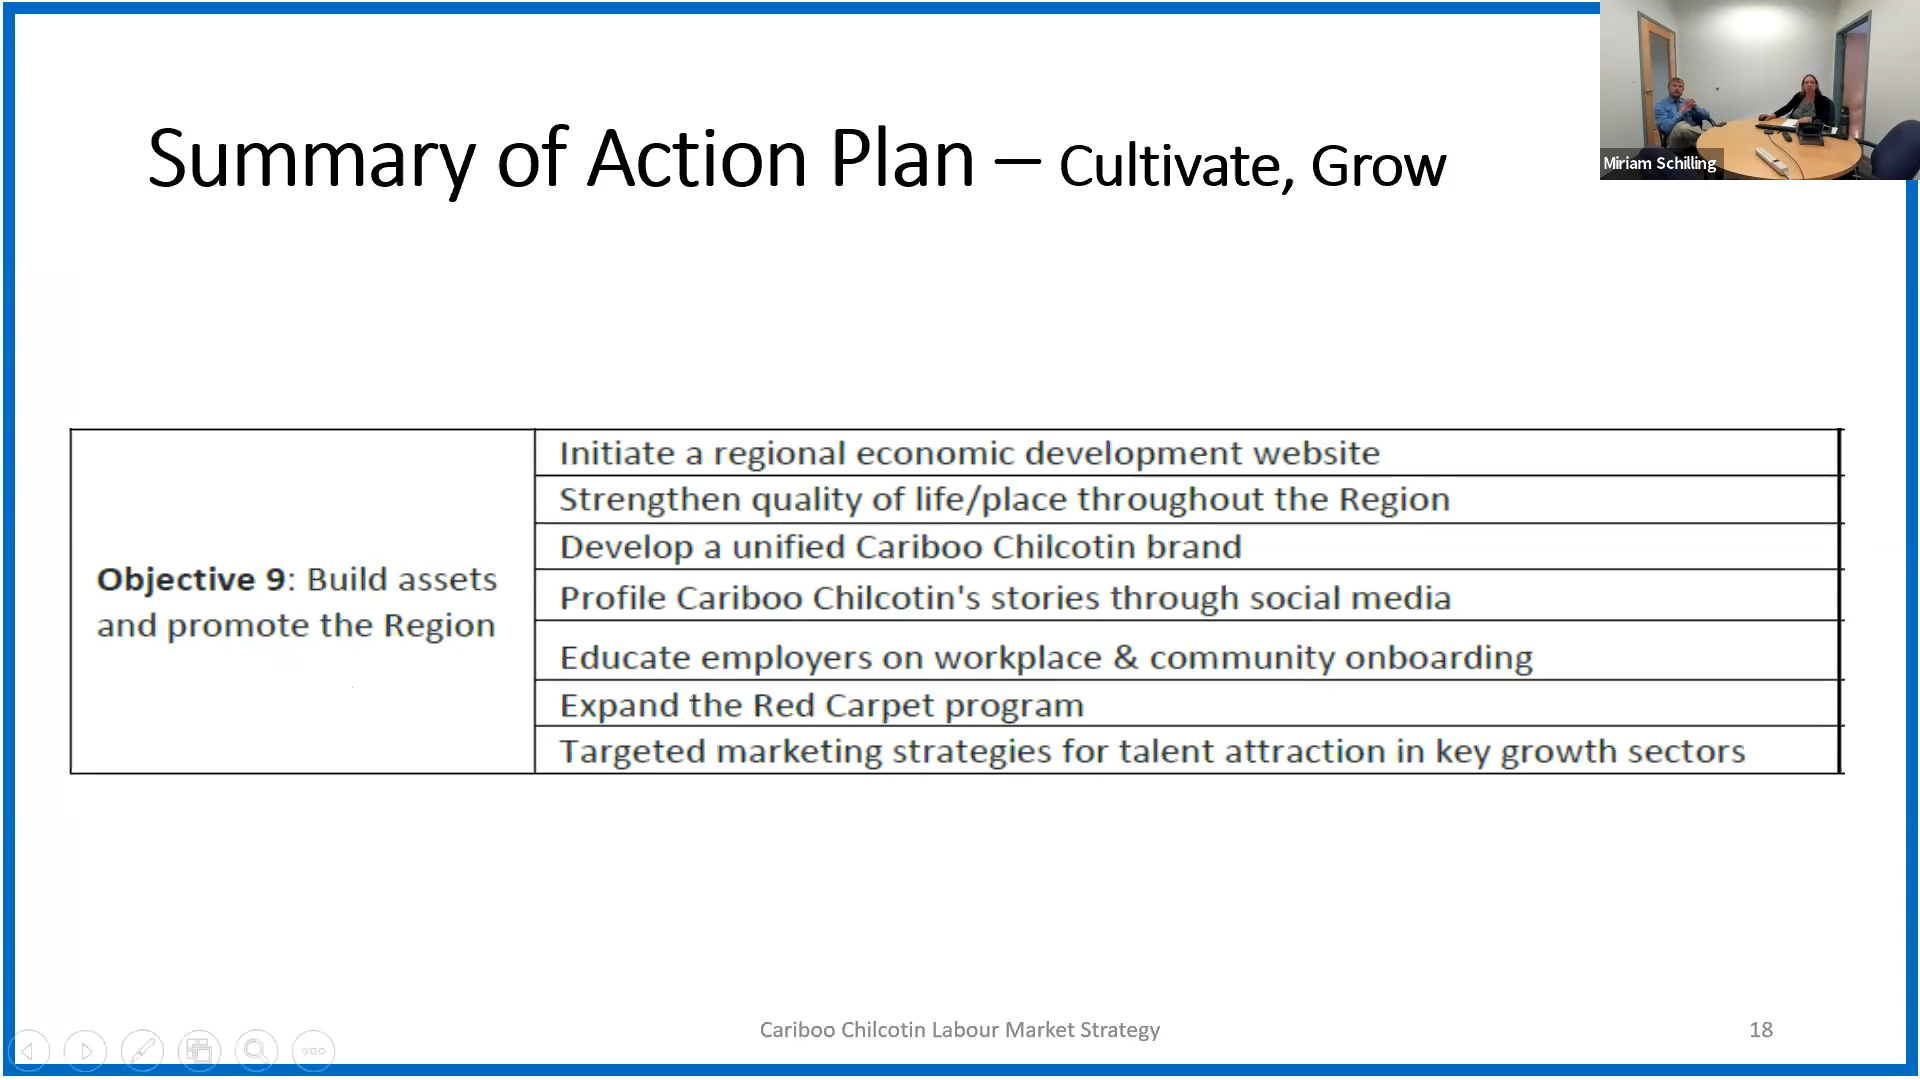 Summary of Action Plan – Cultivate, Grow
Miriam Schilling
Objective 9: Build assets
and promote the Region
Initiate a regional economic development website
Strengthen quality of life/place throughout the Region
Develop a unified Cariboo Chilcotin brand
Profile Cariboo Chilcotin's stories through social media
Educate employers on workplace & community onboarding
Expand the Red Carpet program
Targeted marketing strategies for talent attraction in key growth sectors
Cariboo Chilcotin Labour Market Strategy
18